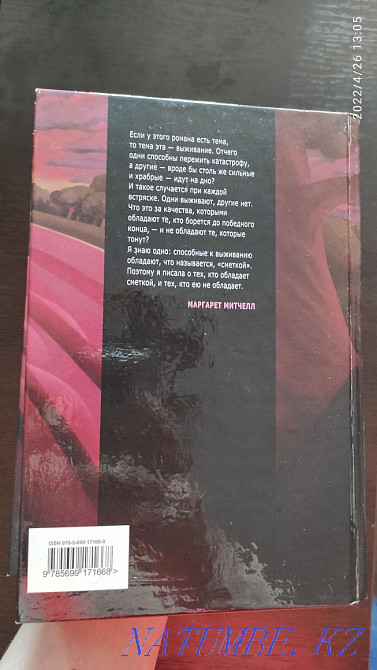 2022/4/26 13:05
Если у этого романа есть тема,
то тема эта — выживание. Отчего
одни способны пережить катастрофу,
а другие — вроде бы столь же сильные
и храбрые — идут на дно?
И такое случается при каждой
встряске. Одни выживают, другие нет.
Что это за качества, которыми
обладают те, кто борется до победного
конца, — и не обладают те, которые
тонут?
Я знаю одно: способные к выживанию
обладают, что называется, «сметкой».
Поэтому я писала о тех, кто обладает
сметкой, и тех, кто ею не обладает.
МАРГАРЕТ МИТЧЕЛЛ
ISBN 978-5-699-17166-8
9 785699 171668 >
NATUMBE.KZ